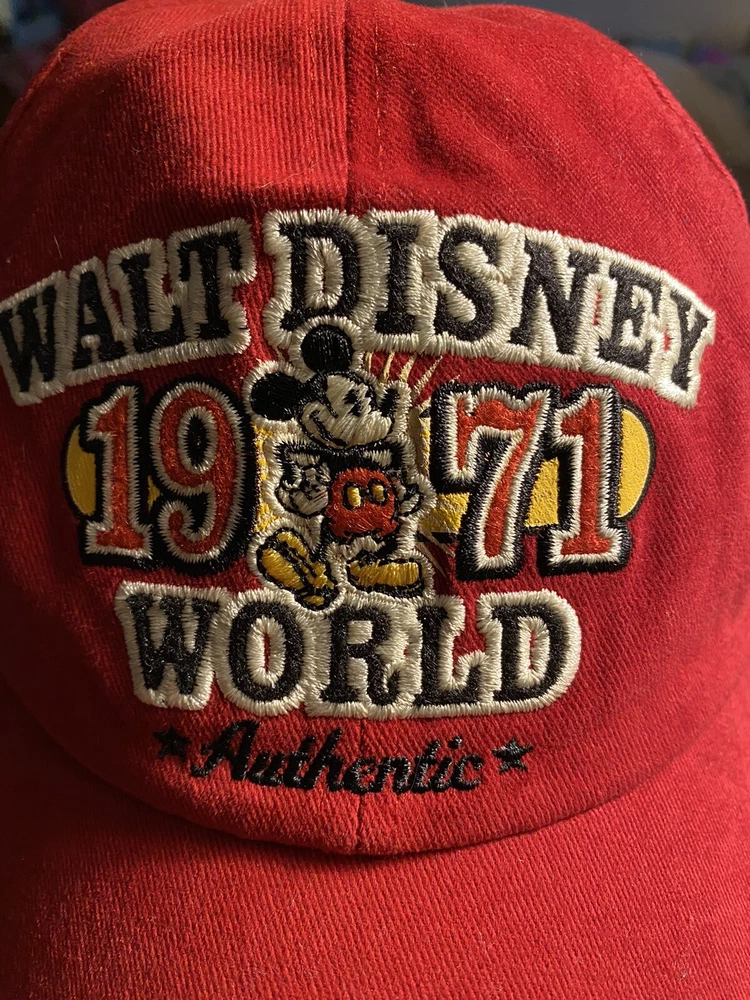 WALT DISNEY
1971
WORLD
Authentic